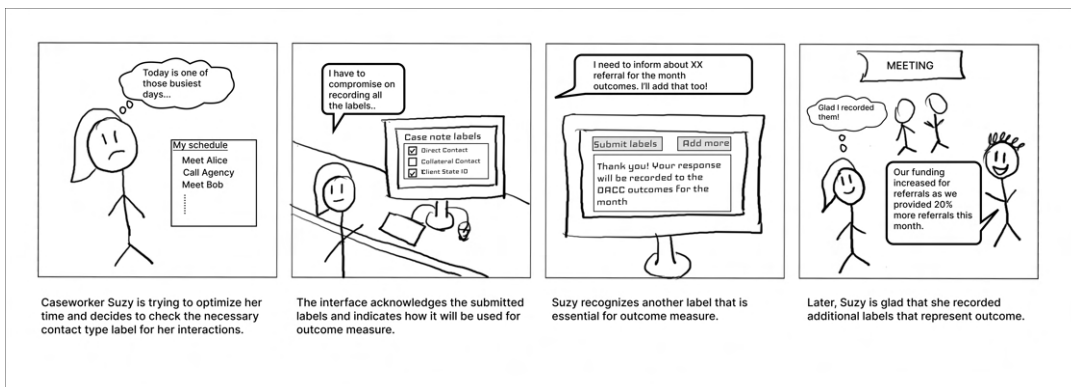 Today is one of
those busiest
days...
My schedule
Meet Alice
Call Agency
Meet Bob
Caseworker Suzy is trying to optimize her
time and decides to check the necessary
contact type label for her interactions.
I have to
compromise on
recording all
the labels..
Case note labels
Direct Contact
Collateral Contact
Client State ID
The interface acknowledges the submitted
labels and indicates how it will be used for
outcome measure.
I need to inform about XX
referral for the month
outcomes. I'll add that too!
Submit labels
Add more
Thank you! Your response
will be recorded to the
OACC outcomes for the
month
Suzy recognizes another label that is
essential for outcome measure.
MEETING
Glad I recorded
them!
Our funding
increased for
referrals as we
provided 20%
more referrals this
month.
Later, Suzy is glad that she recorded
additional labels that represent outcome.